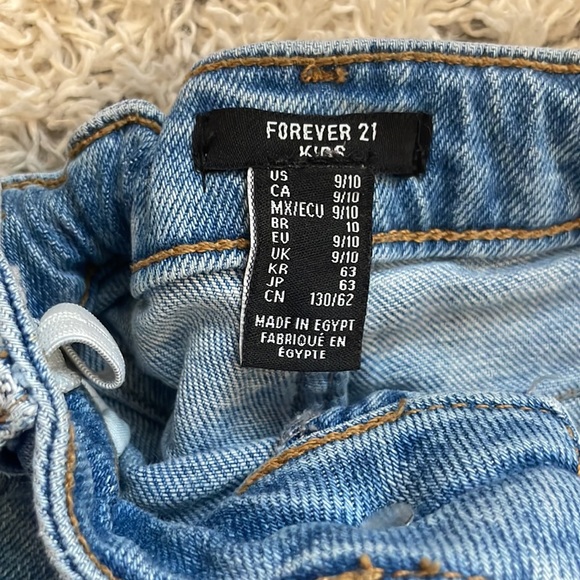 FOREVER 21
KIDS
US 9/10
CA 9/10
MX/ECU 9/10
BR 10
EU 9/10
UK 9/10
KR 63
JP 63
CN 130/62
MADE IN EGYPT
FABRIQUÉ EN
ÉGYPTE